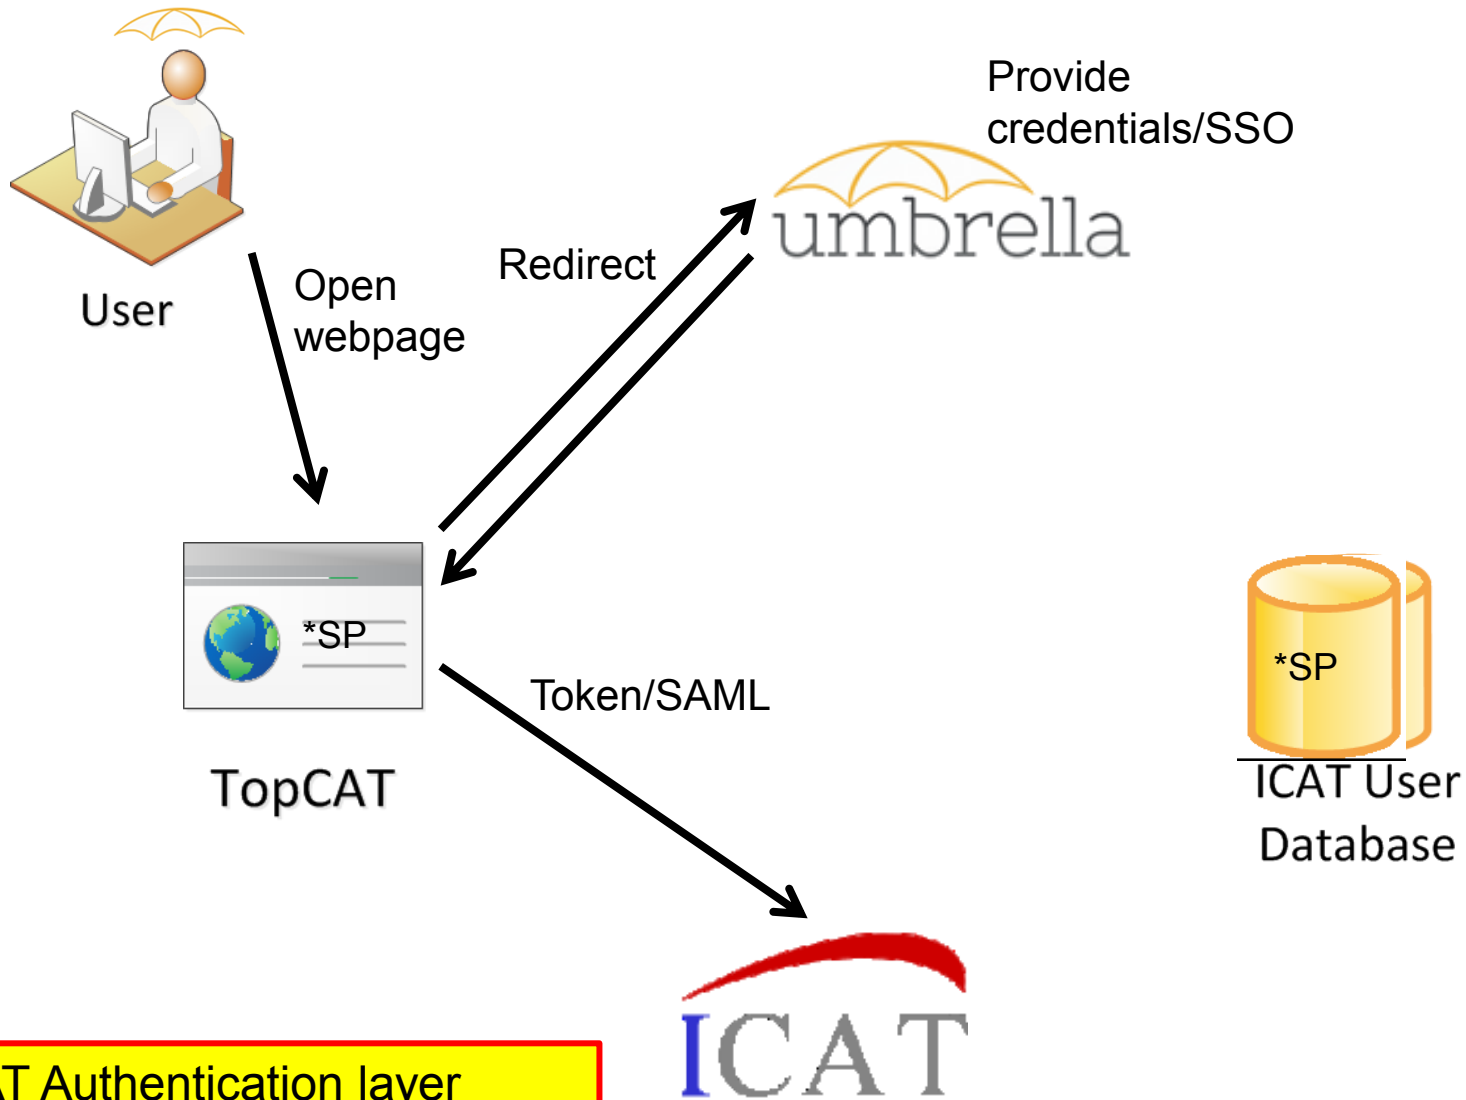 Provide
credentials/SSO
umbrella
Redirect
Open
webpage
User
*SP
Token/SAML
TopCAT
*SP
ICAT User
Database
ICAT
AT Authentication layer